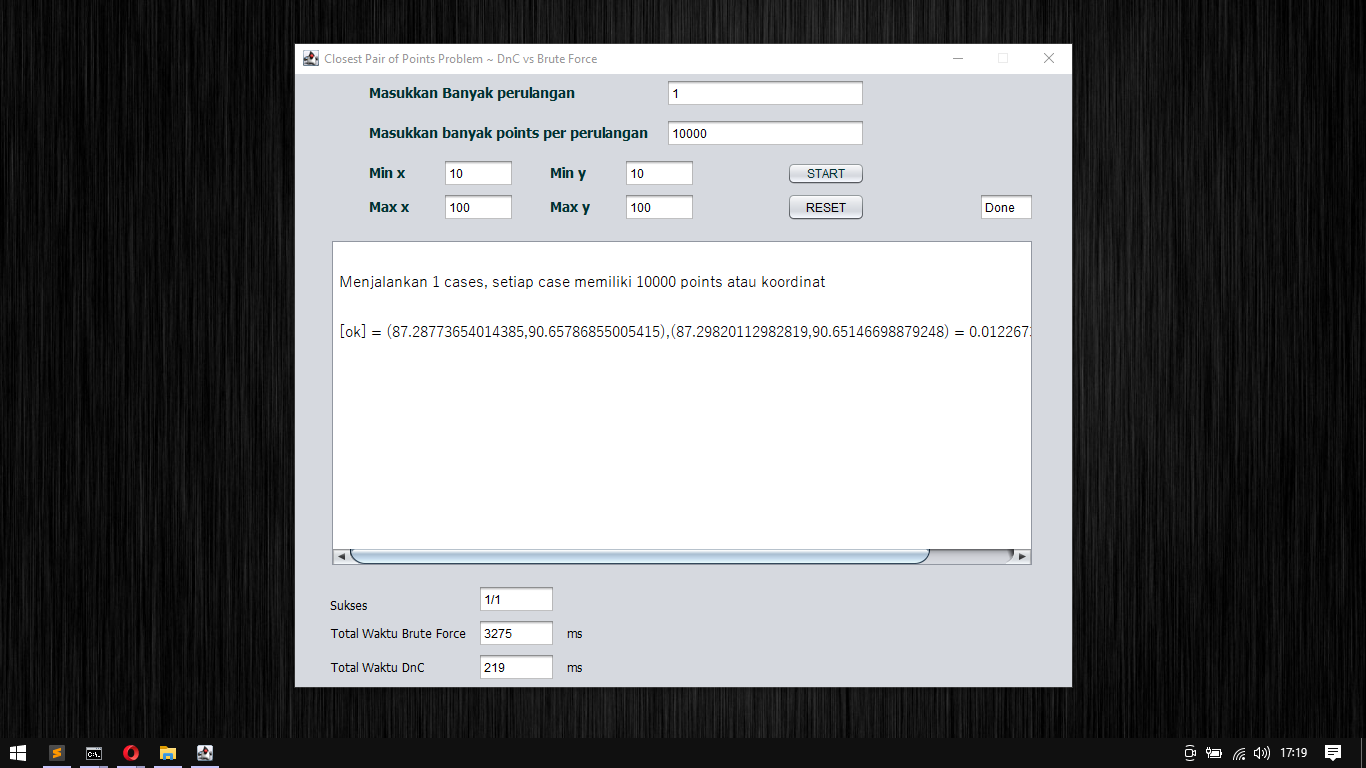 Closest Pair of Points Problem ~ DnC vs Brute Force
Masukkan Banyak perulangan 1
Masukkan banyak points per perulangan 10000
Min x 10 Min y 10 START
Max x 100 Max y 100 RESET Done
Menjalankan 1 cases, setiap case memiliki 10000 points atau koordinat
[ok] = (87.28773654014385,90.65786855005415),(87.29820112982819,90.65146698879248) = 0.012267
Sukses 1/1
Total Waktu Brute Force 3275 ms
Total Waktu DnC 219 ms
17:19